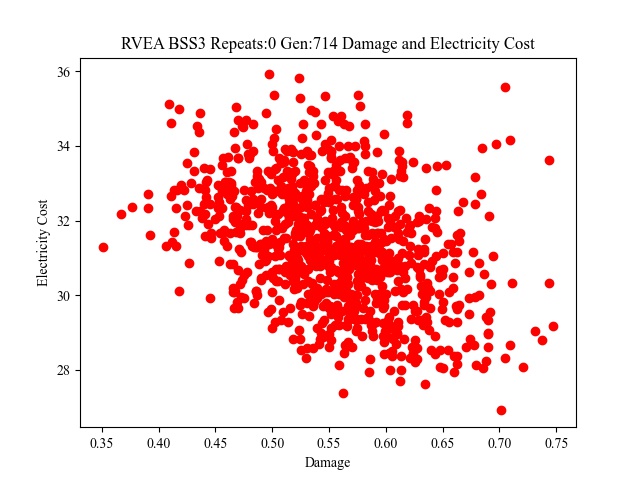 RVEA BSS3 Repeats:0 Gen:714 Damage and Electricity Cost
36
34
32
30
28
Electricity Cost
0.35 0.40 0.45 0.50 0.55 0.60 0.65 0.70 0.75
Damage